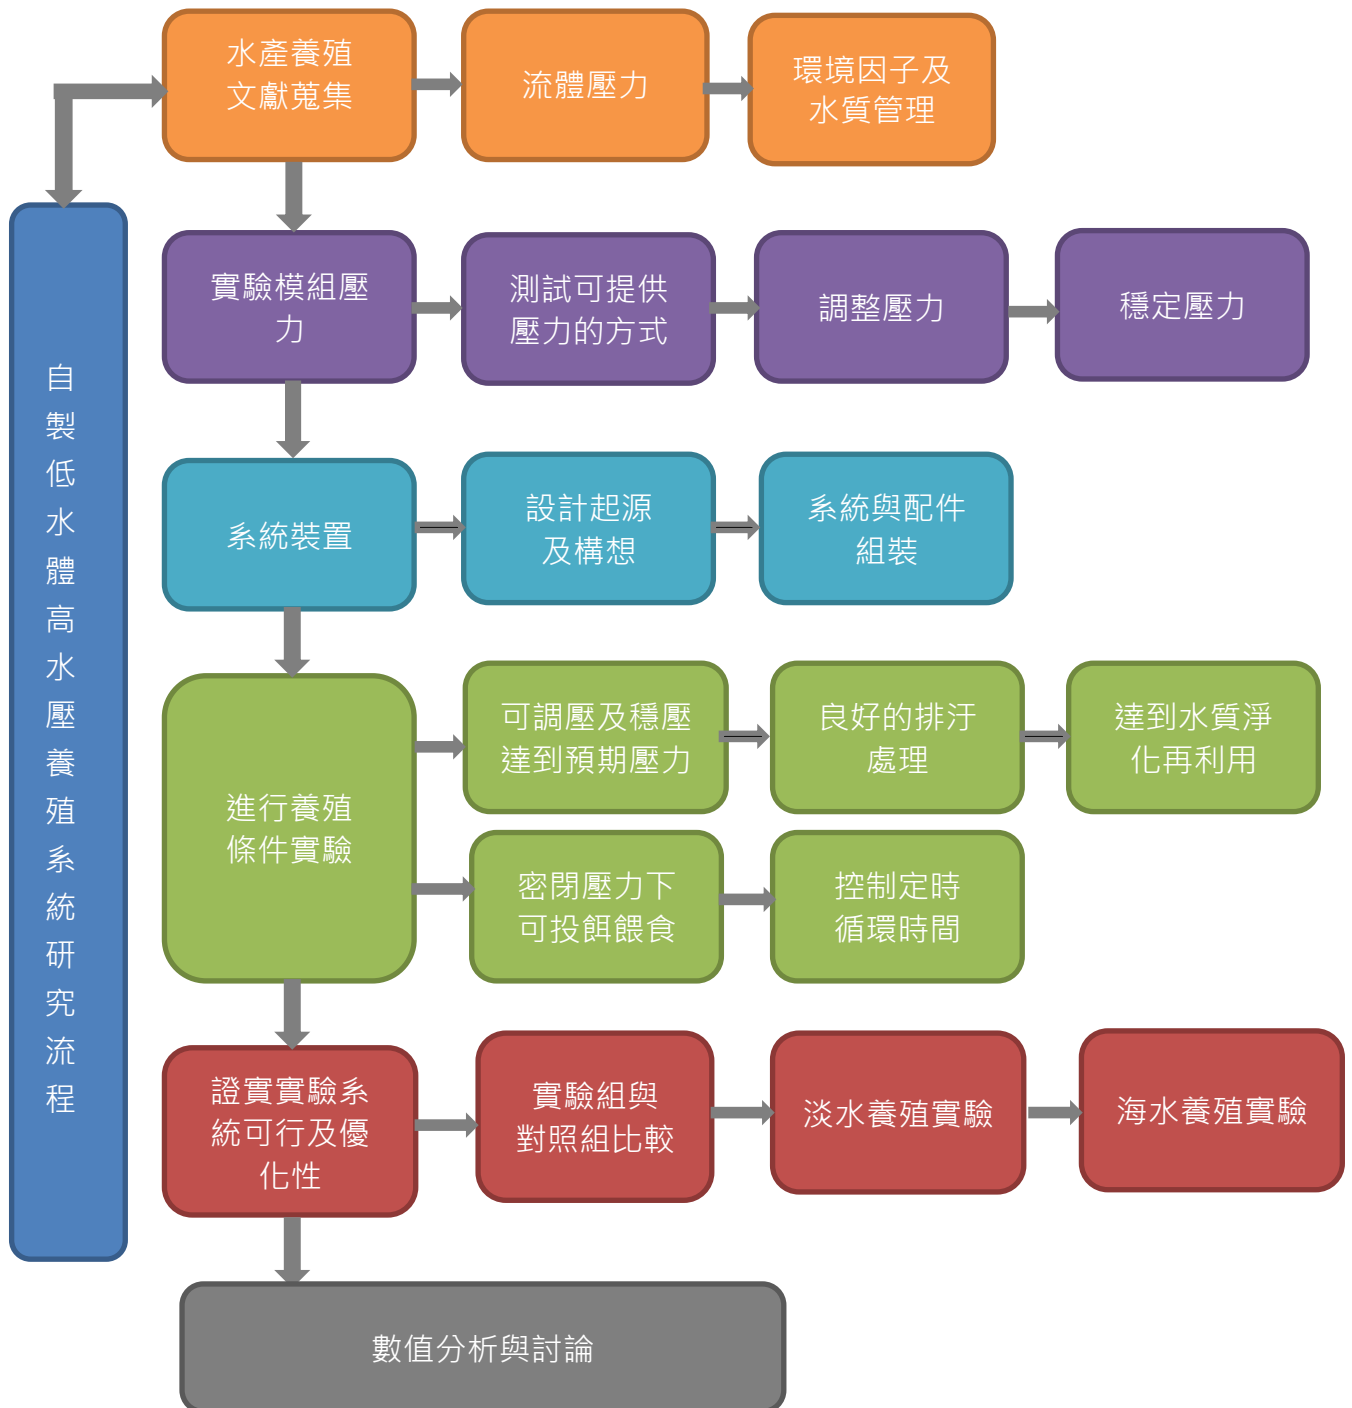 水產養殖
文獻蒐集
流體壓力
環境因子及
水質管理
自製低水體高水壓養殖系統研究流程
實驗模組壓
力
測試可提供
壓力的方式
調整壓力
穩定壓力
系統裝置
設計起源
及構想
系統與配件
組裝
進行養殖
條件實驗
可調壓及穩壓
達到預期壓力
良好的排汙
處理
達到水質淨
化再利用
密閉壓力下
可投餌餵食
控制定時
循環時間
證實實驗系
統可行及優
化性
實驗組與
對照組比較
淡水養殖實驗
海水養殖實驗
數值分析與討論